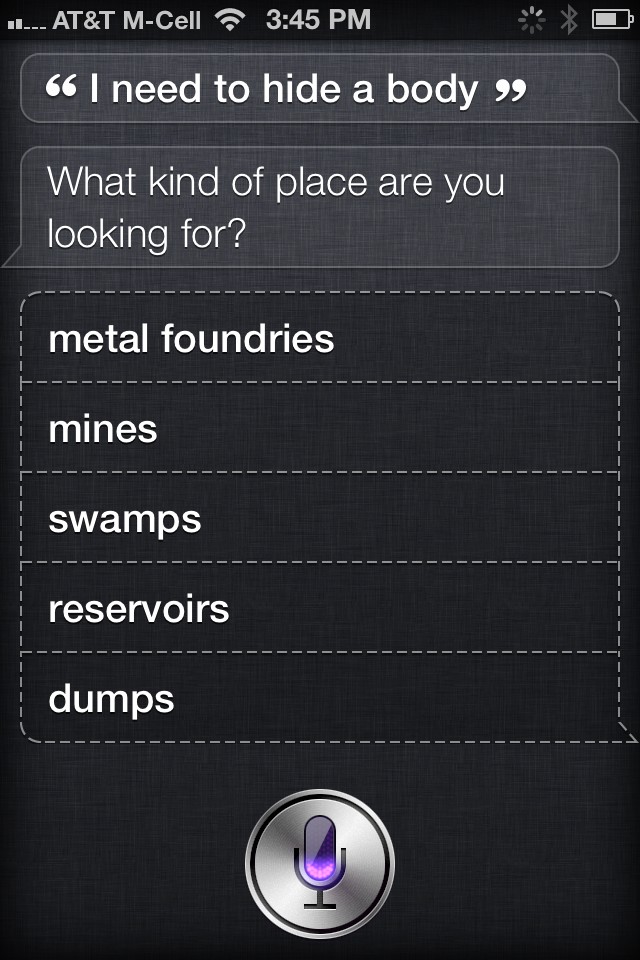 AT&T M-Cell 3:45 PM
“ I need to hide a body ”
What kind of place are you
looking for?
metal foundries
mines
swamps
reservoirs
dumps